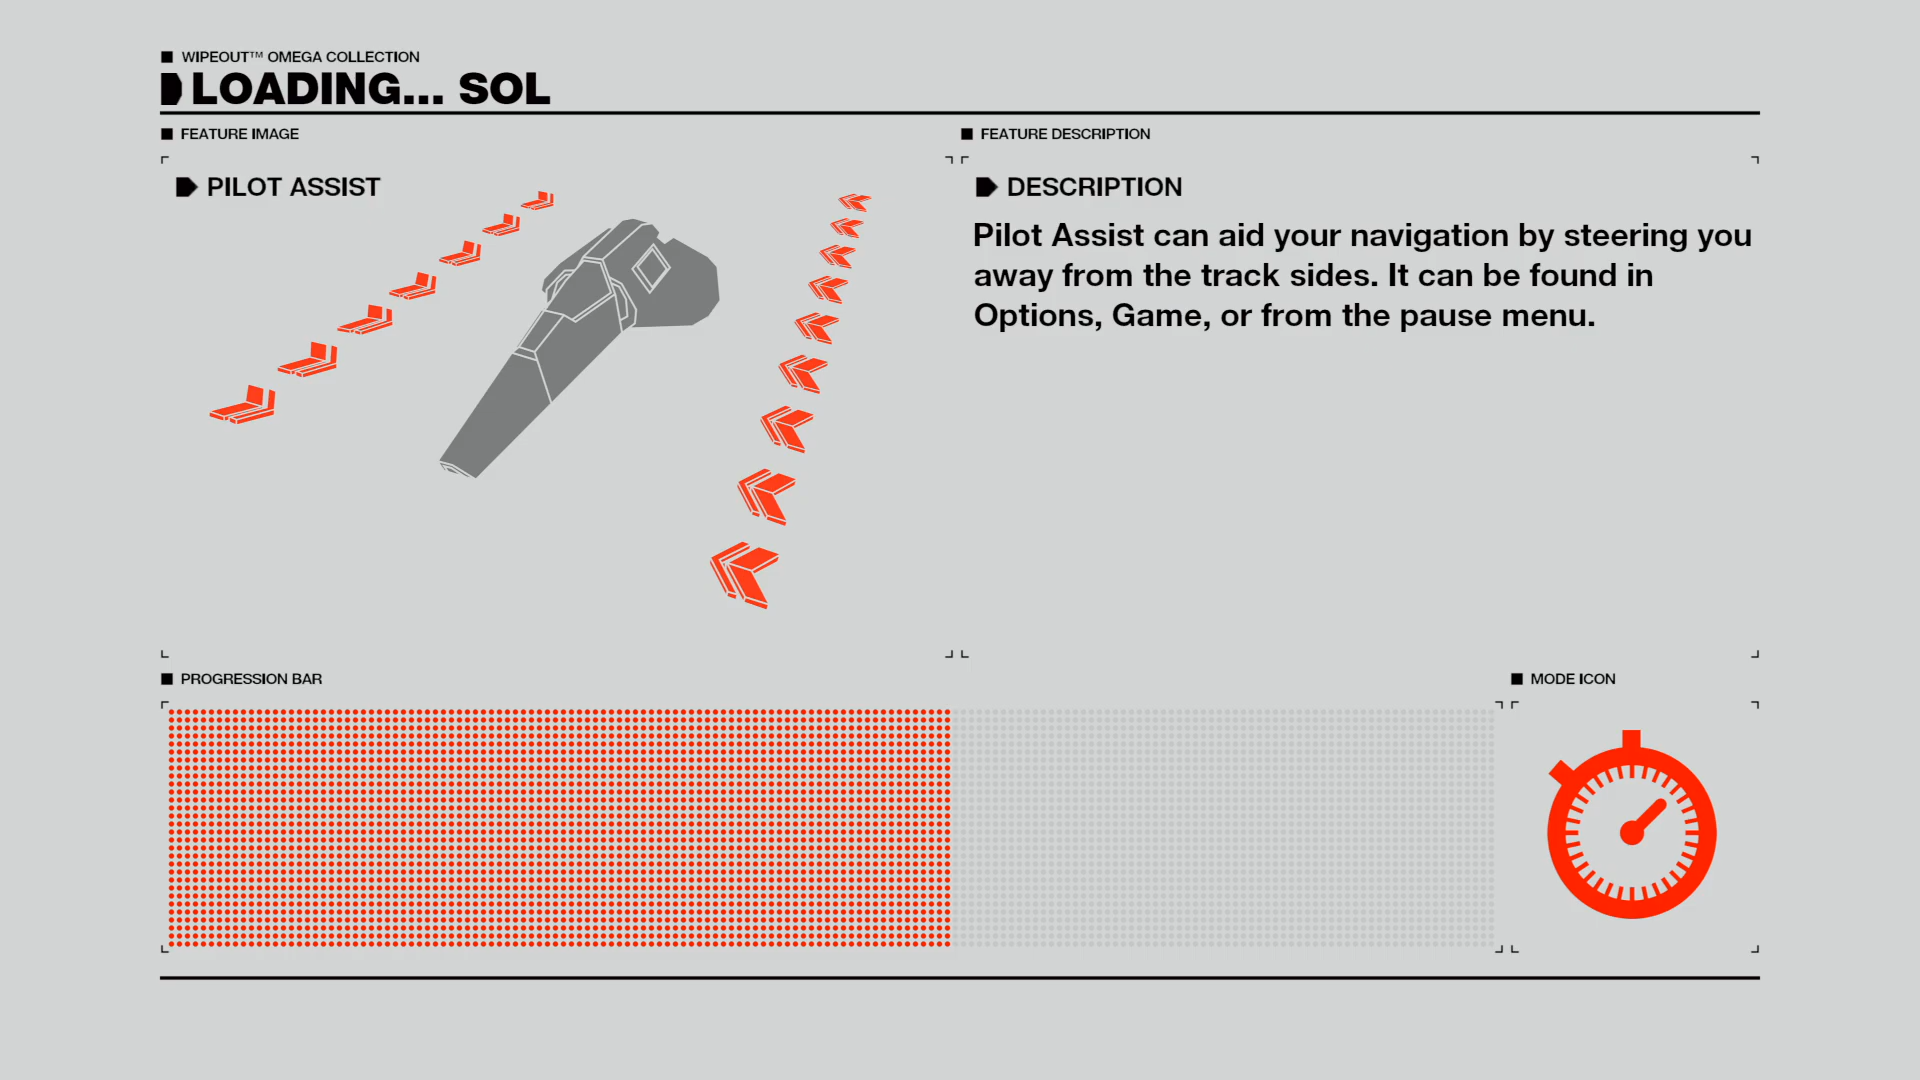 WIPEOUT™ OMEGA COLLECTION
LOADING... SOL
FEATURE IMAGE
PILOT ASSIST
FEATURE DESCRIPTION
DESCRIPTION
Pilot Assist can aid your navigation by steering you
away from the track sides. It can be found in
Options, Game, or from the pause menu.
PROGRESSION BAR
MODE ICON